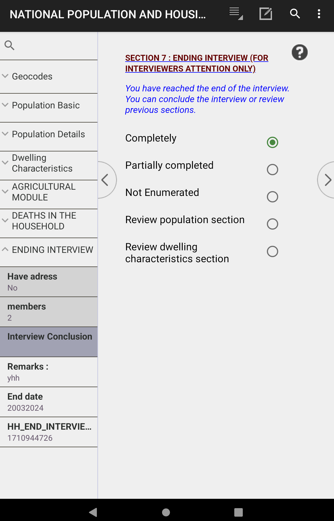 NATIONAL POPULATION AND HOUSI...
Geocodes
Population Basic
Population Details
Dwelling
Characteristics
AGRICULTURAL
MODULE
DEATHS IN THE
HOUSEHOLD
ENDING INTERVIEW
Have adress
No
members
2
Interview Conclusion
Remarks :
yhh
End date
20032024
HH_END_INTERVIE...
1710944726
SECTION 7 : ENDING INTERVIEW (FOR
INTERVIEWERS ATTENTION ONLY)
?
You have reached the end of the interview.
You can conclude the interview or review
previous sections.
Completely
Partially completed
Not Enumerated
Review population section
Review dwelling
characteristics section